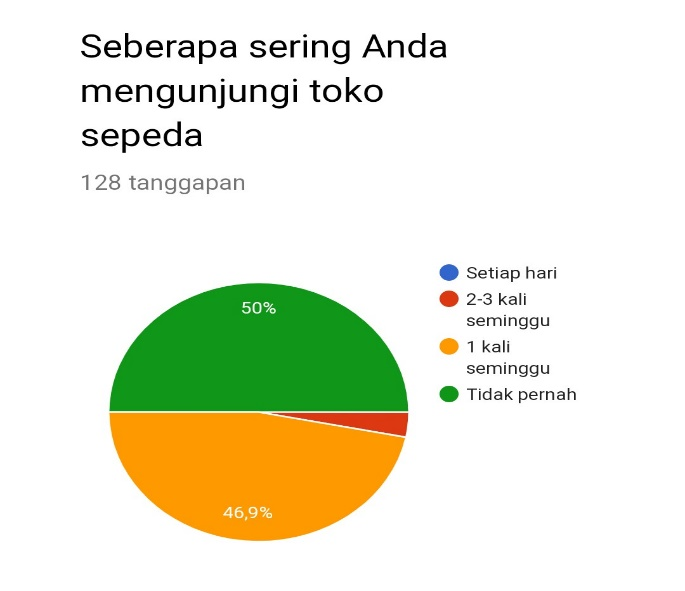 Seberapa sering Anda
mengunjungi toko
sepeda
128 tanggapan
50%
46,9%
Setiap hari
2-3 kali
seminggu
1 kali
seminggu
Tidak pernah